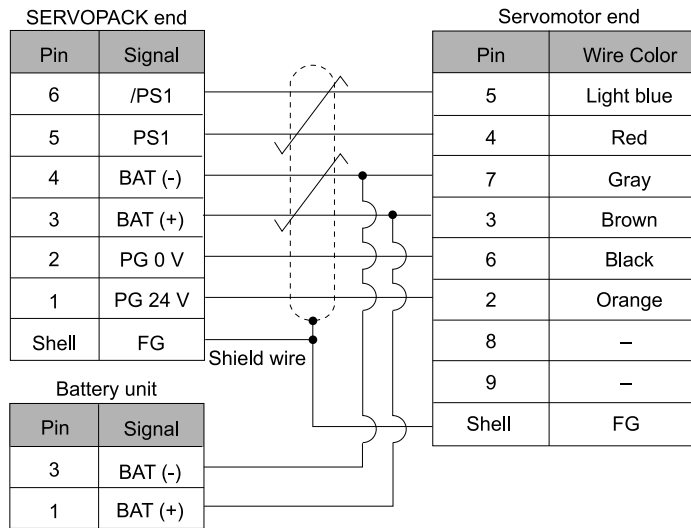 SERVOPACK end
Pin Signal
6 /PS1
5 PS1
4 BAT (-)
3 BAT (+)
2 PG 0 V
1 PG 24 V
Shell FG
Shield wire
Servomotor end
Pin Wire Color
5 Light blue
4 Red
7 Gray
3 Brown
6 Black
2 Orange
8 –
9 –
Shell FG
Battery unit
Pin Signal
3 BAT (-)
1 BAT (+)